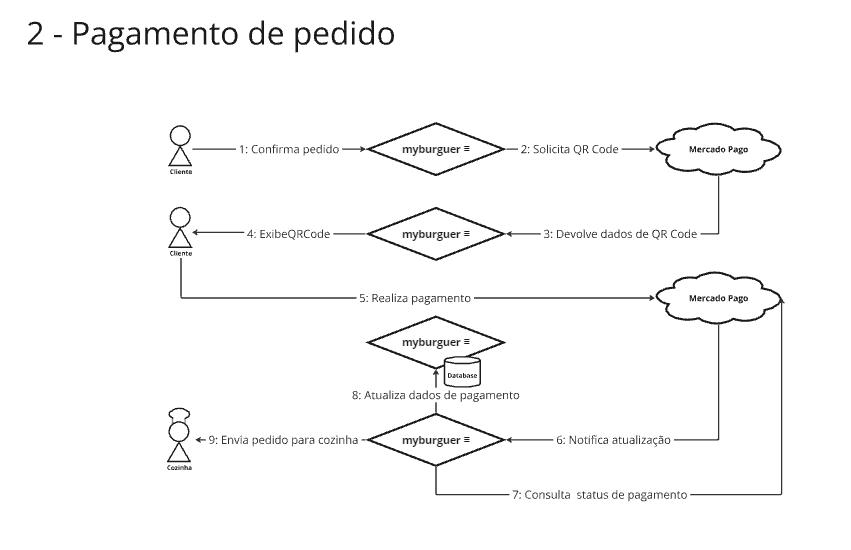 2 - Pagamento de pedido
1: Confirma pedido
myburguer ≡
2: Solicita QR Code
Mercado Pago
Cliente
4: ExibeQRCode
myburguer ≡
3: Devolve dados de QR Code
Cliente
5: Realiza pagamento
Mercado Pago
myburguer ≡
Database
8: Atualiza dados de pagamento
9: Envia pedido para cozinha
myburguer ≡
6: Notifica atualização
Cozinha
7: Consulta status de pagamento